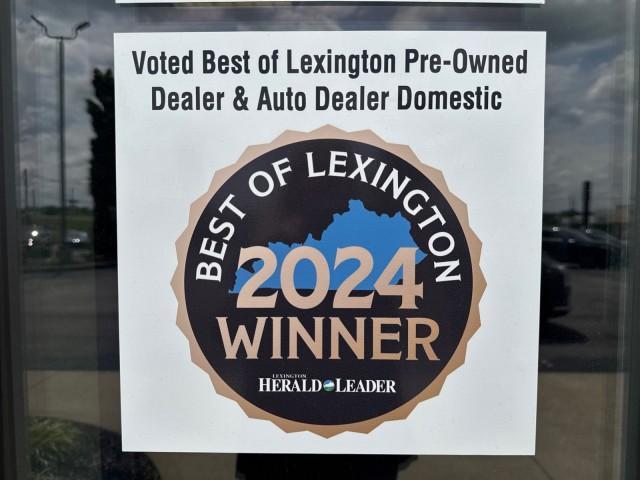 Voted Best of Lexington Pre-Owned
Dealer & Auto Dealer Domestic
BEST OF LEXINGTON
2024
WINNER
LEXINGTON
HERALD LEADER